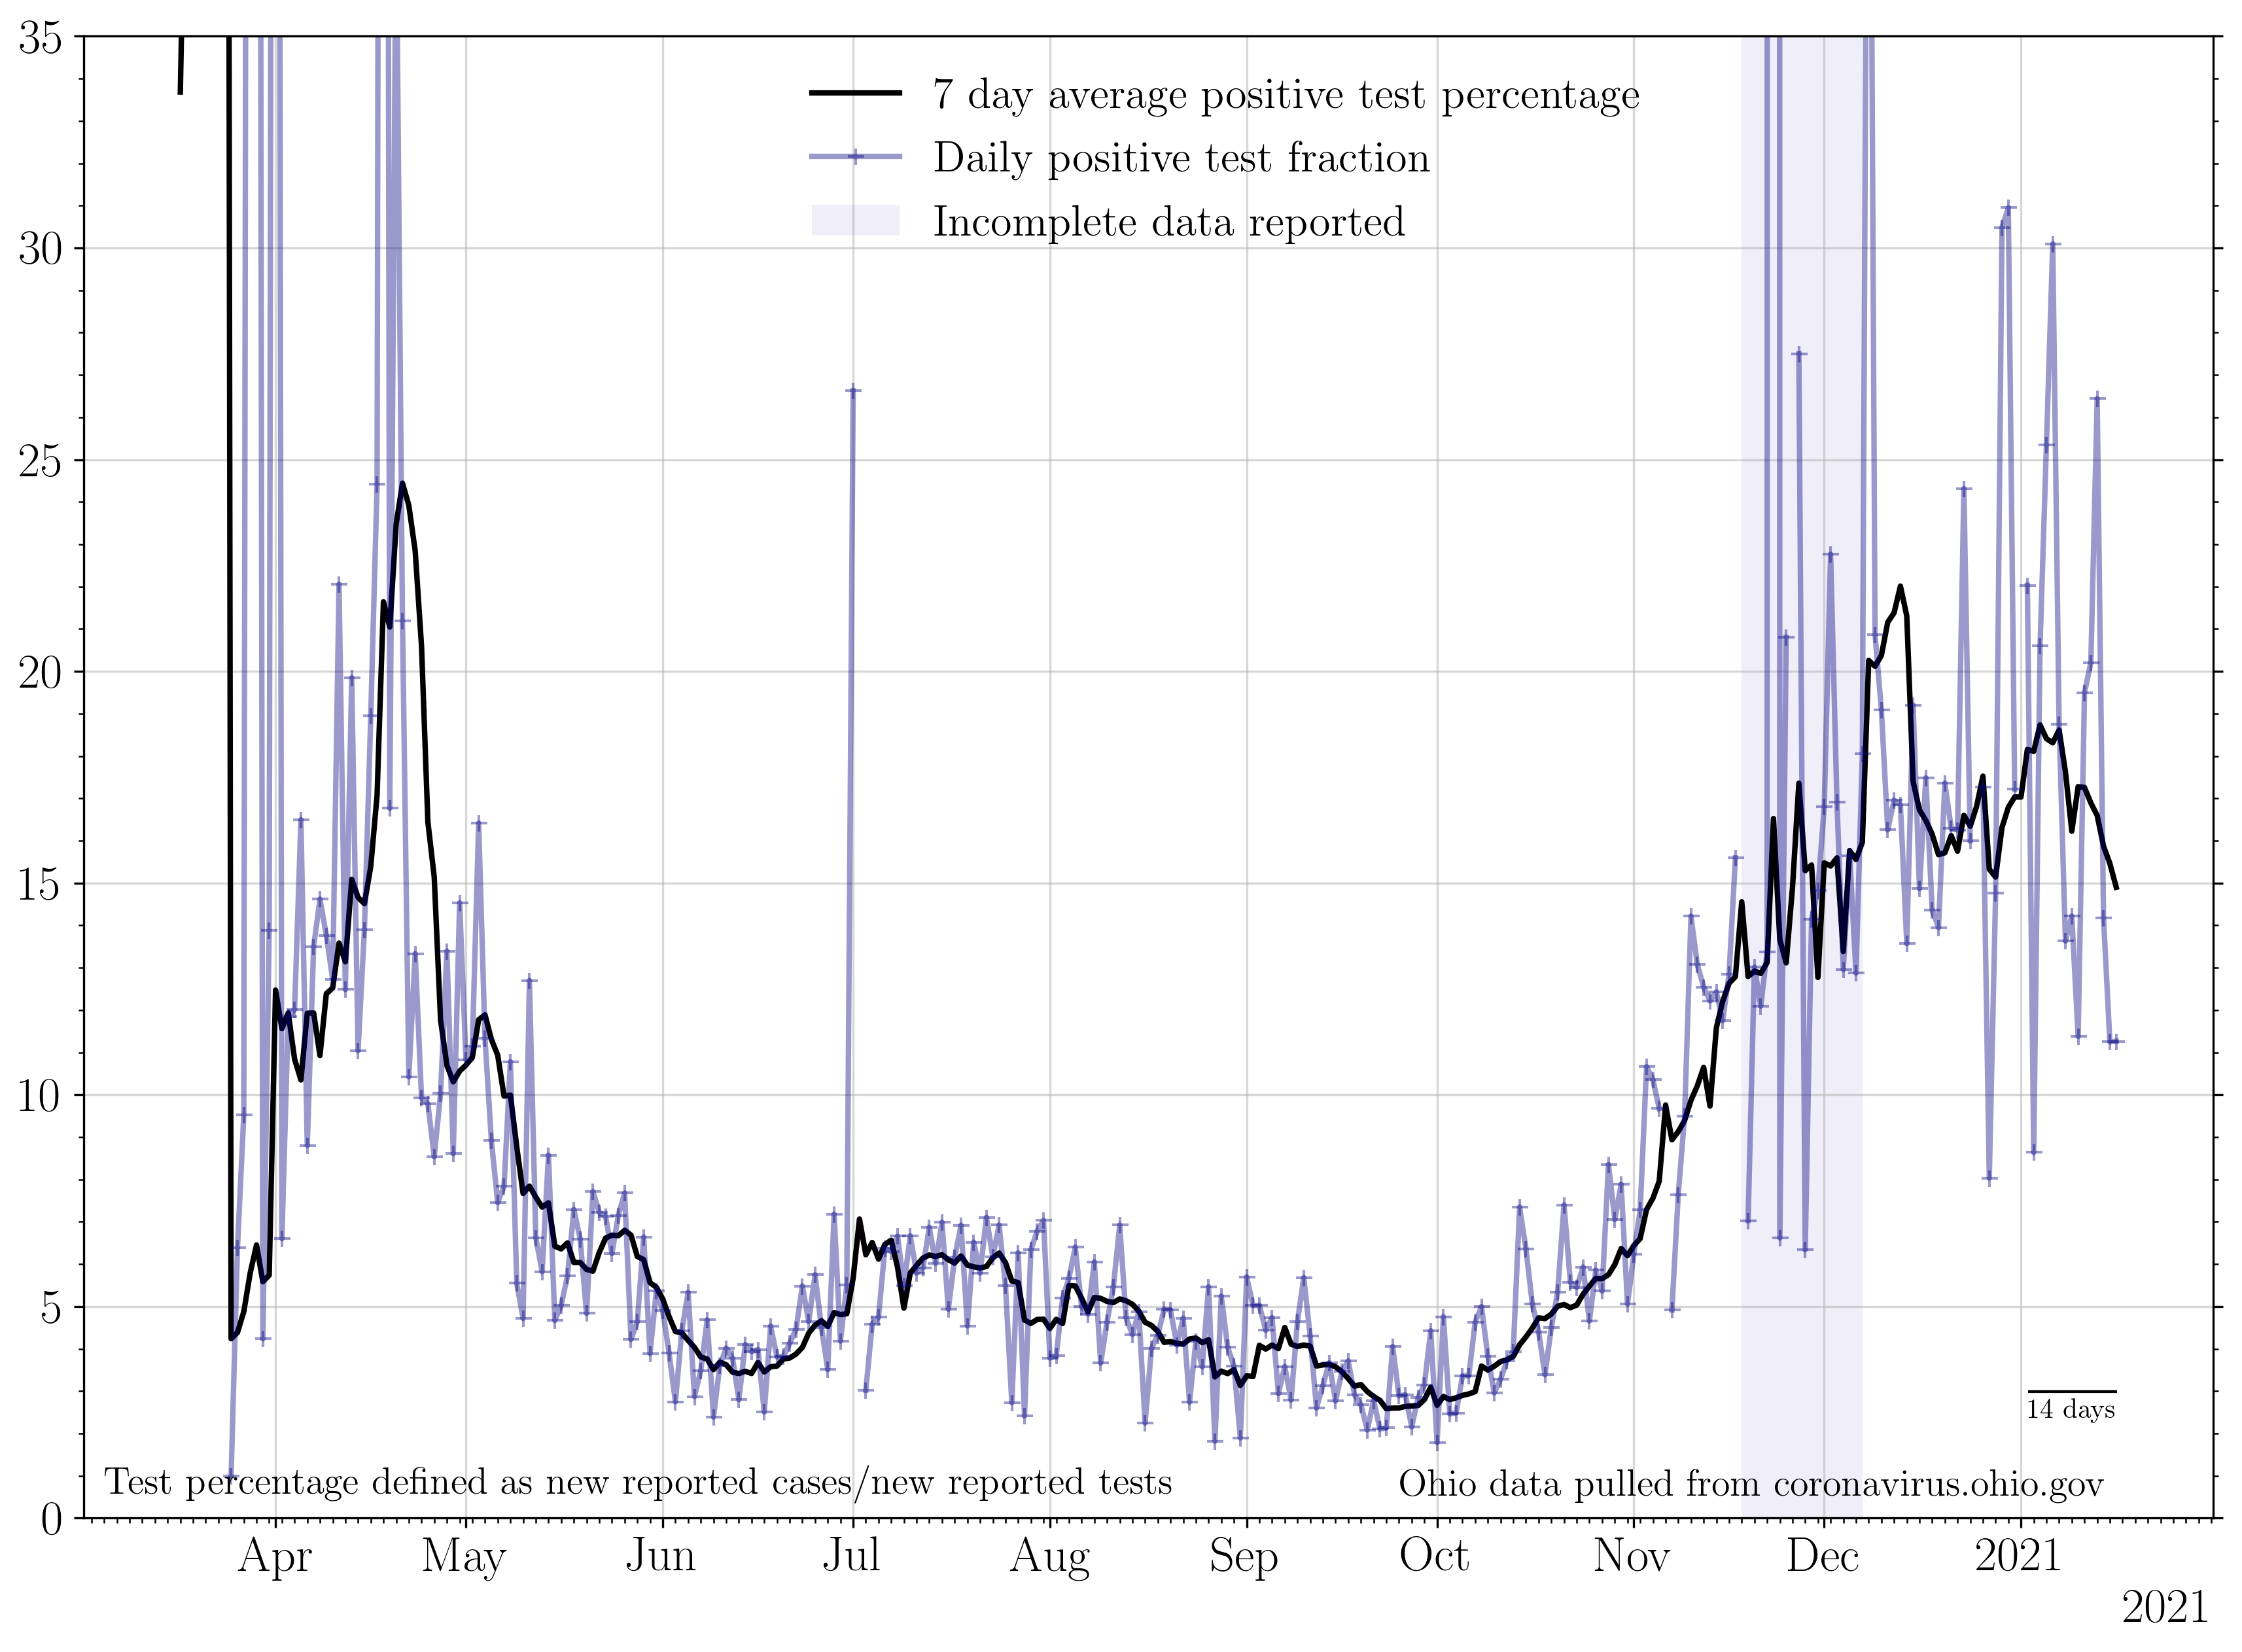 35
30
25
20
15
10
5
0
7 day average positive test percentage
Daily positive test fraction
Incomplete data reported
14 days
Test percentage defined as new reported cases/new reported tests
Ohio data pulled from coronavirus.ohio.gov
Apr May Jun Jul Aug Sep Oct Nov Dec 2021
2021